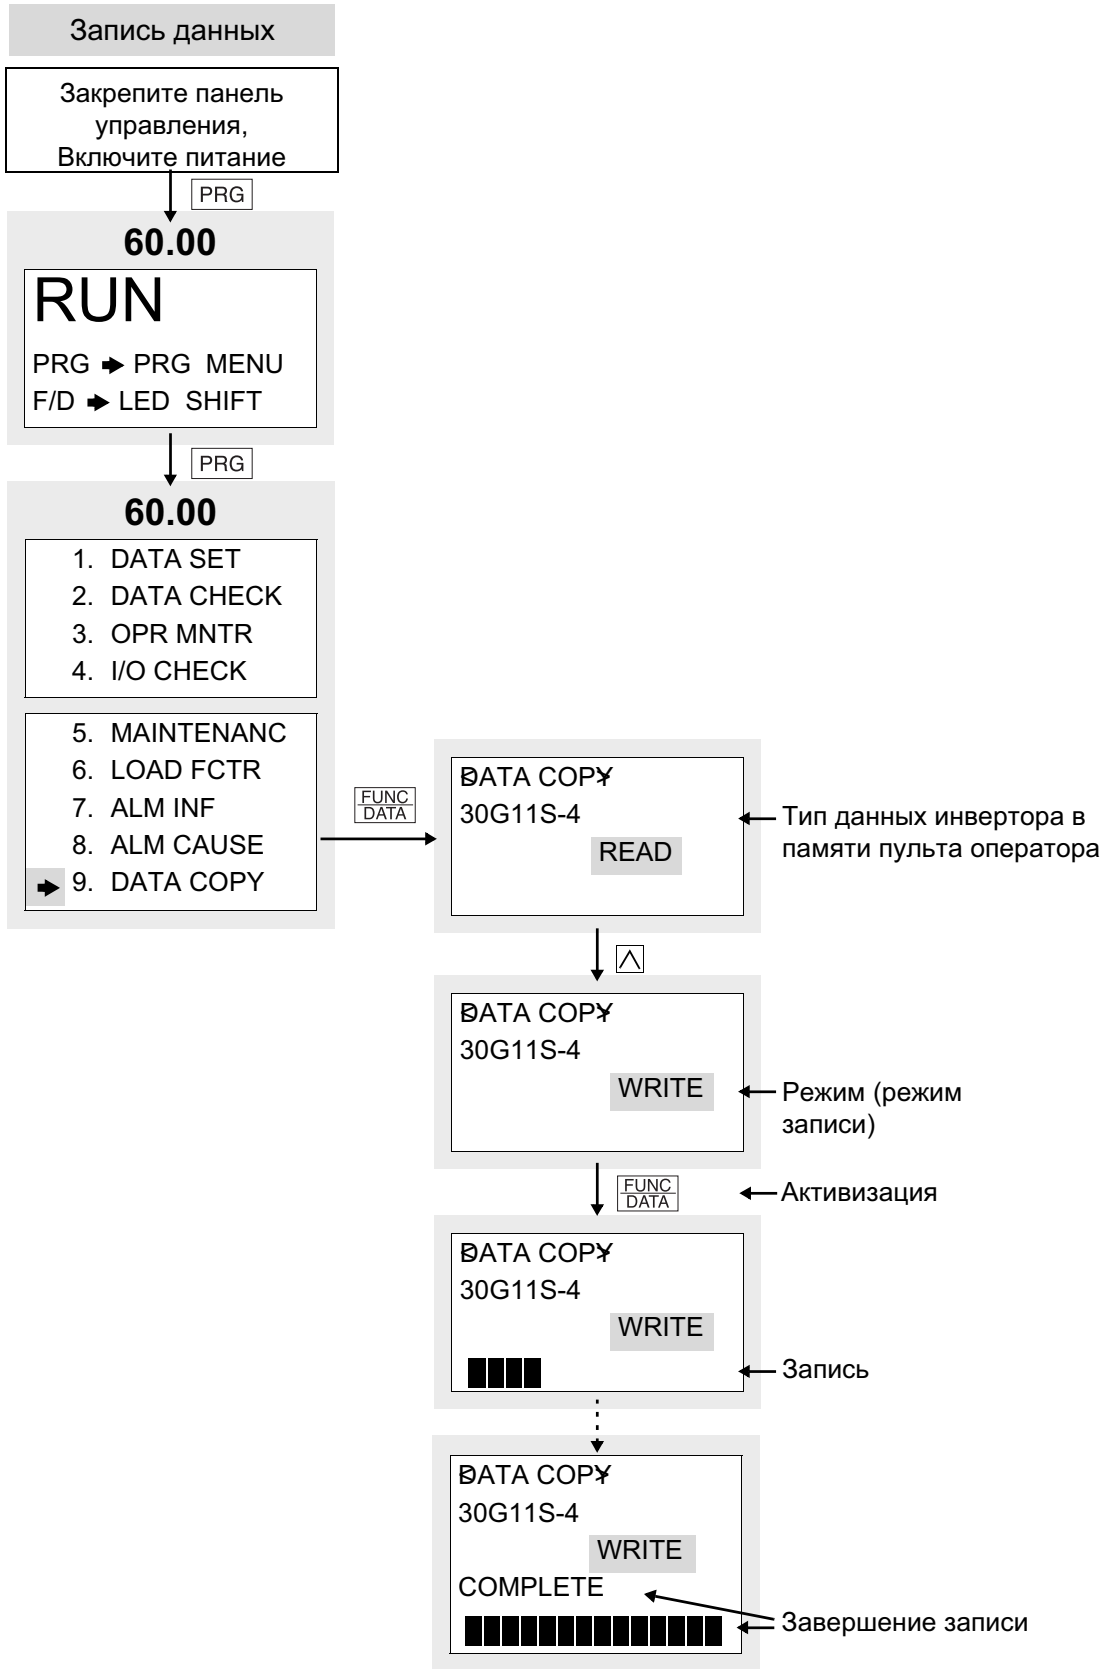 Запись данных
Закрепите панель
управления,
Включите питание
PRG
60.00
RUN
PRG ➔ PRG MENU
F/D ➔ LED SHIFT
PRG
60.00
1. DATA SET
2. DATA CHECK
3. OPR MNTR
4. I/O CHECK
5. MAINTENANC
6. LOAD FCTR
7. ALM INF
8. ALM CAUSE
➔ 9. DATA COPY
FUNC
DATA
<DATA COPY>
30G11S-4
READ
Тип данных инвертора в
памяти пульта оператора
<DATA COPY>
30G11S-4
WRITE
Режим (режим
записи)
FUNC
DATA
Активизация
<DATA COPY>
30G11S-4
WRITE
Запись
<DATA COPY>
30G11S-4
WRITE
COMPLETE
Завершение записи